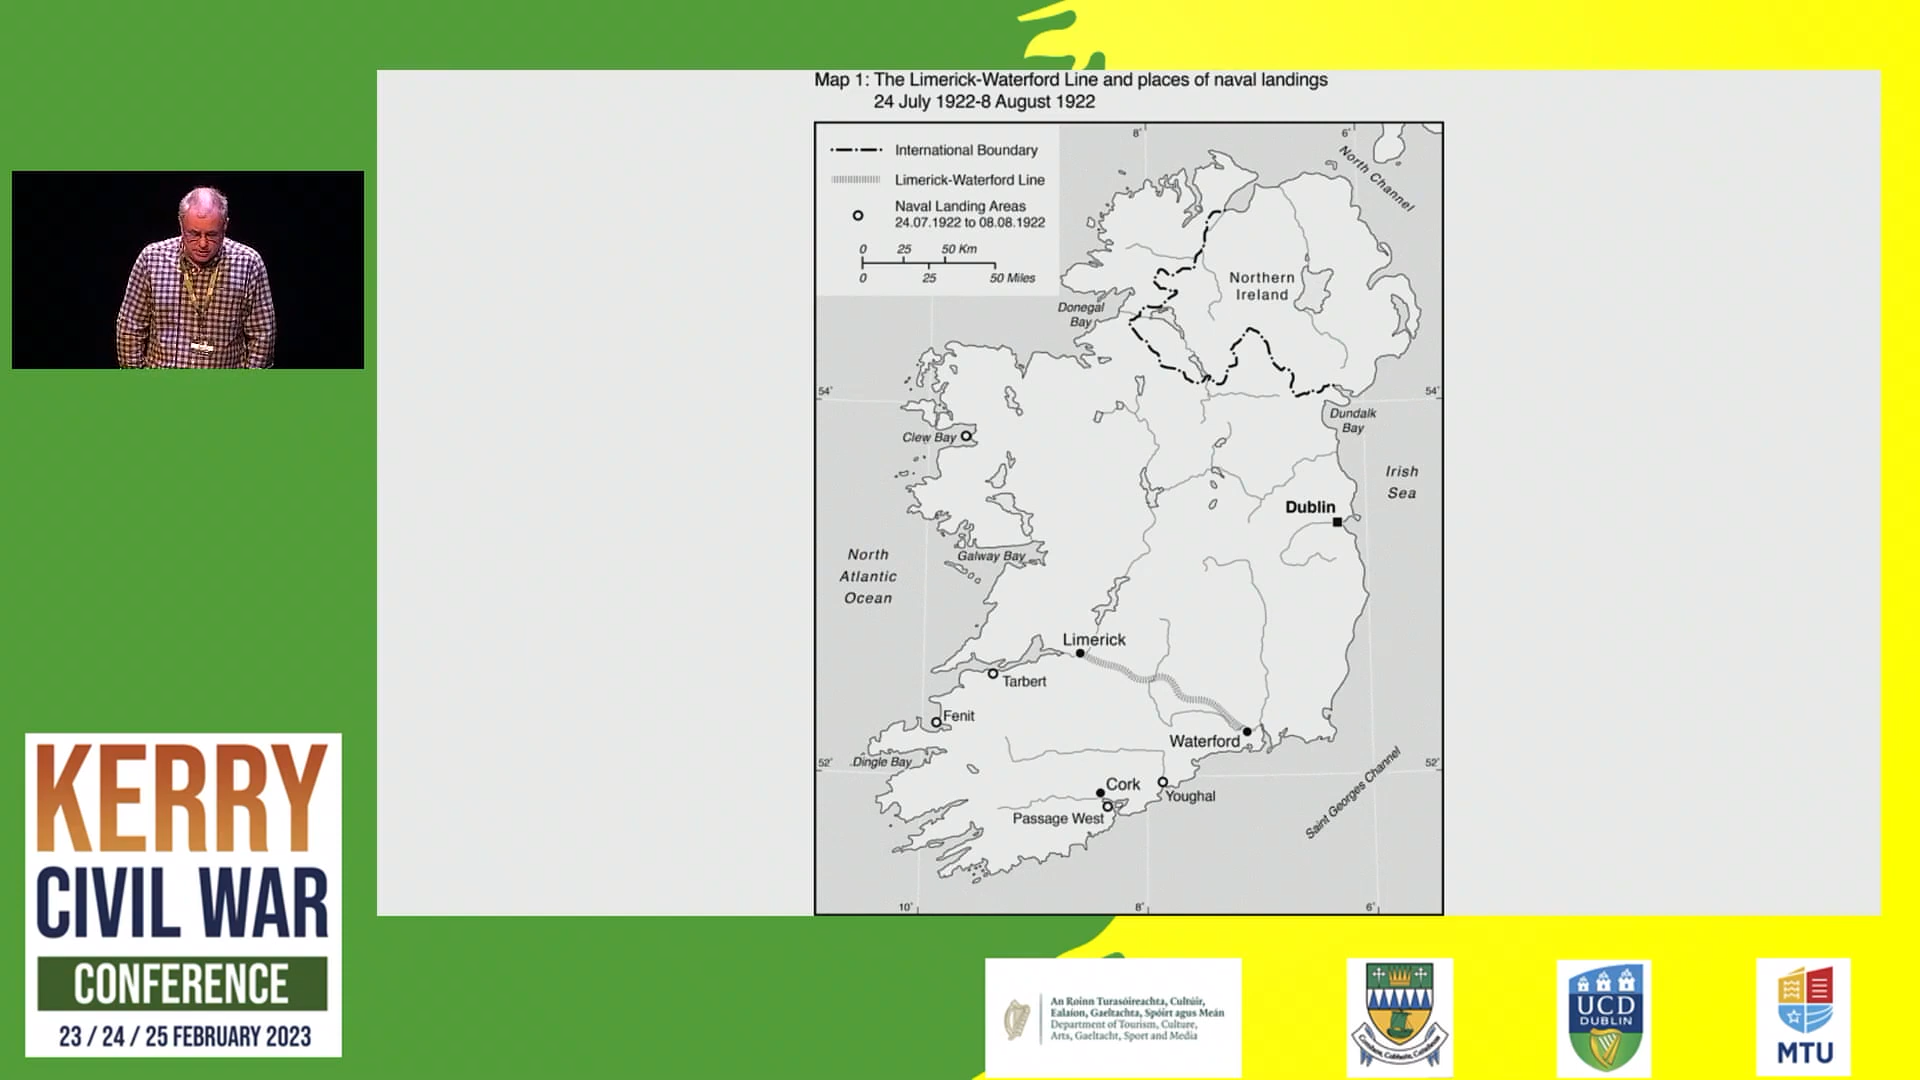 Map 1: The Limerick-Waterford Line and places of naval landings
24 July 1922-8 August 1922
International Boundary
Limerick-Waterford Line
Naval Landing Areas
24.07.1922 to 08.08.1922
0 25 50 Km
0 25 50 Miles
8°
6°
North Channel
Northern
Ireland
Donegal
Bay
54°
54°
Dundalk
Bay
Clew Bay
Irish
Sea
Dublin
North
Atlantic
Ocean
Galway Bay
Limerick
Tarbert
Fenit
Waterford
52°
Dingle Bay
52°
Cork
Youghal
Passage West
Saint Georges Channel
10°
8°
6°
KERRY
CIVIL WAR
CONFERENCE
23 / 24 / 25 FEBRUARY 2023
An Roinn Turasóireachta, Cultúir,
Ealaíon, Gaeltachta, Spóirt agus Meán
Department of Tourism, Culture,
Arts, Gaeltacht, Sport and Media
UCD
DUBLIN
MTU